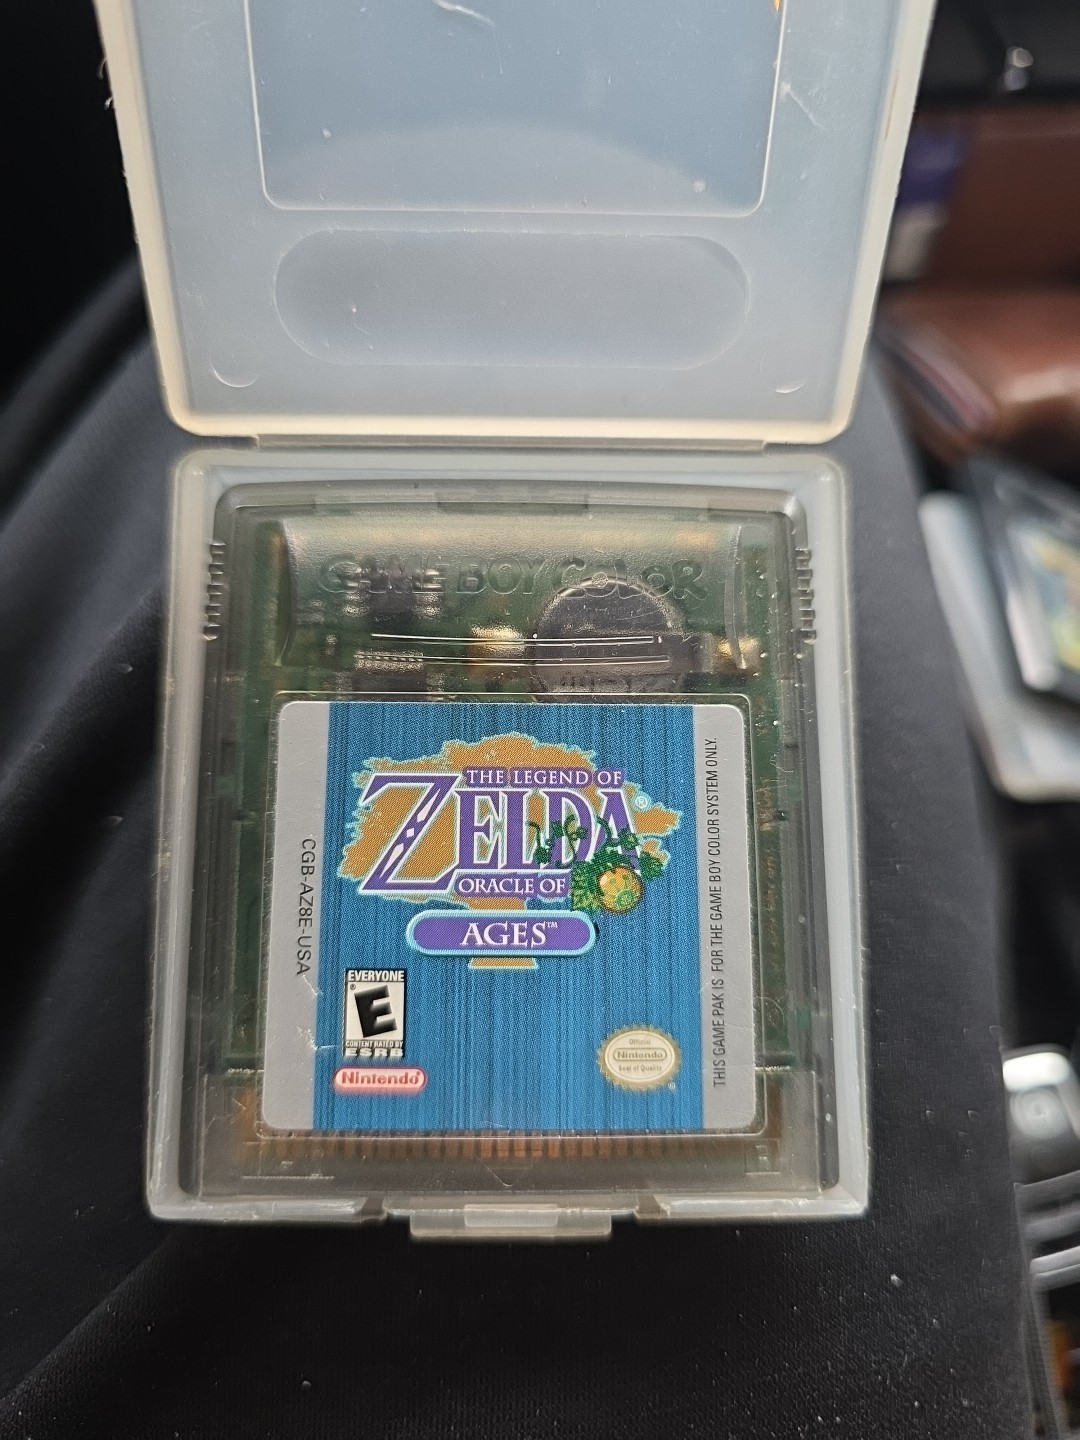 GAME BOY COLOR
THE LEGEND OF
ZELDA®
ORACLE OF
AGES™
CGB-AZ8E-USA
THIS GAME PAK IS FOR THE GAME BOY COLOR SYSTEM ONLY.
EVERYONE
E
®
CONTENT RATED BY
ESRB
Nintendo®
Official
Nintendo
Seal of Quality
®